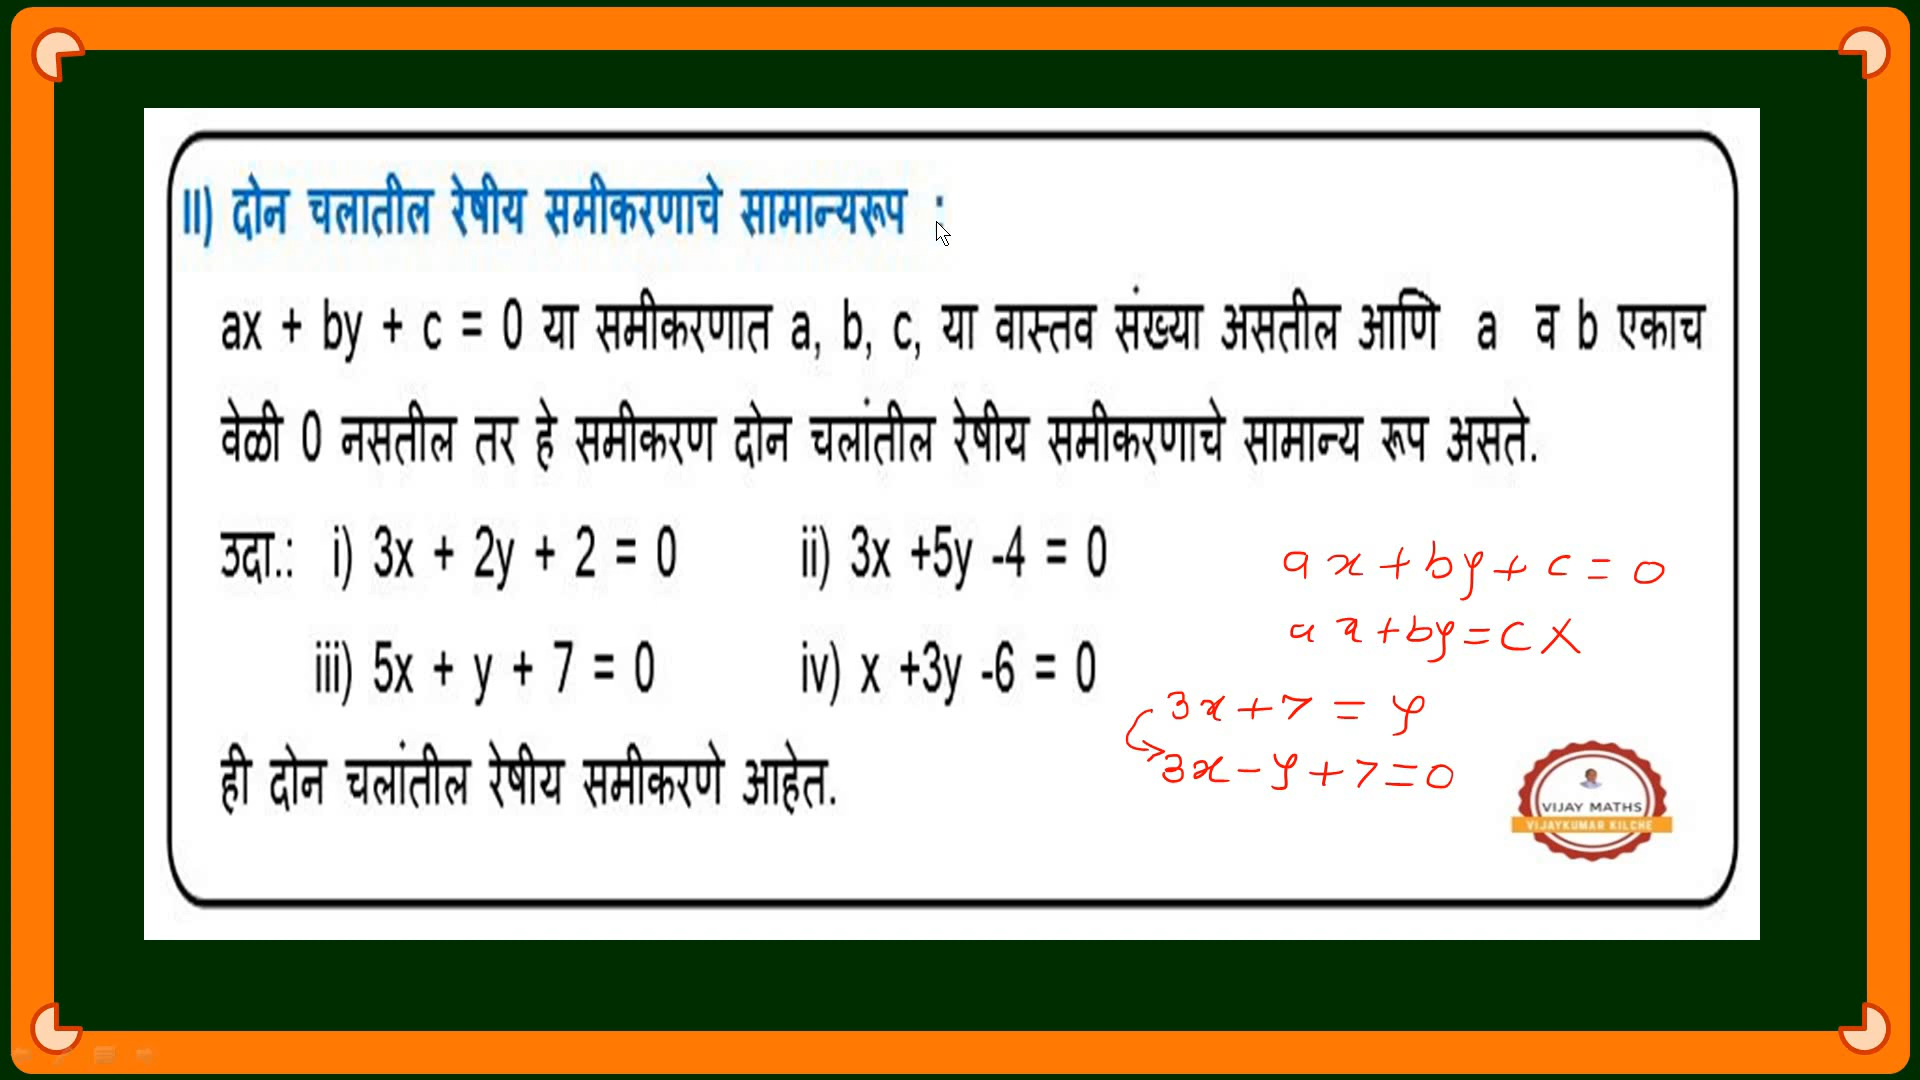 II) दोन चलातील रेषीय समीकरणाचे सामान्यरूप :
ax + by + c = 0 या समीकरणात a, b, c, या वास्तव संख्या असतील आणि a व b एकाच
वेळी 0 नसतील तर हे समीकरण दोन चलांतील रेषीय समीकरणाचे सामान्य रूप असते.
उदा.: i) 3x + 2y + 2 = 0 ii) 3x +5y -4 = 0
iii) 5x + y + 7 = 0 iv) x +3y -6 = 0
ही दोन चलांतील रेषीय समीकरणे आहेत.
ax + by + c = 0
ax + by = c X
3x + 7 = y
3x - y + 7 = 0
VIJAY MATHS
VIJAYKUMAR KILCHE